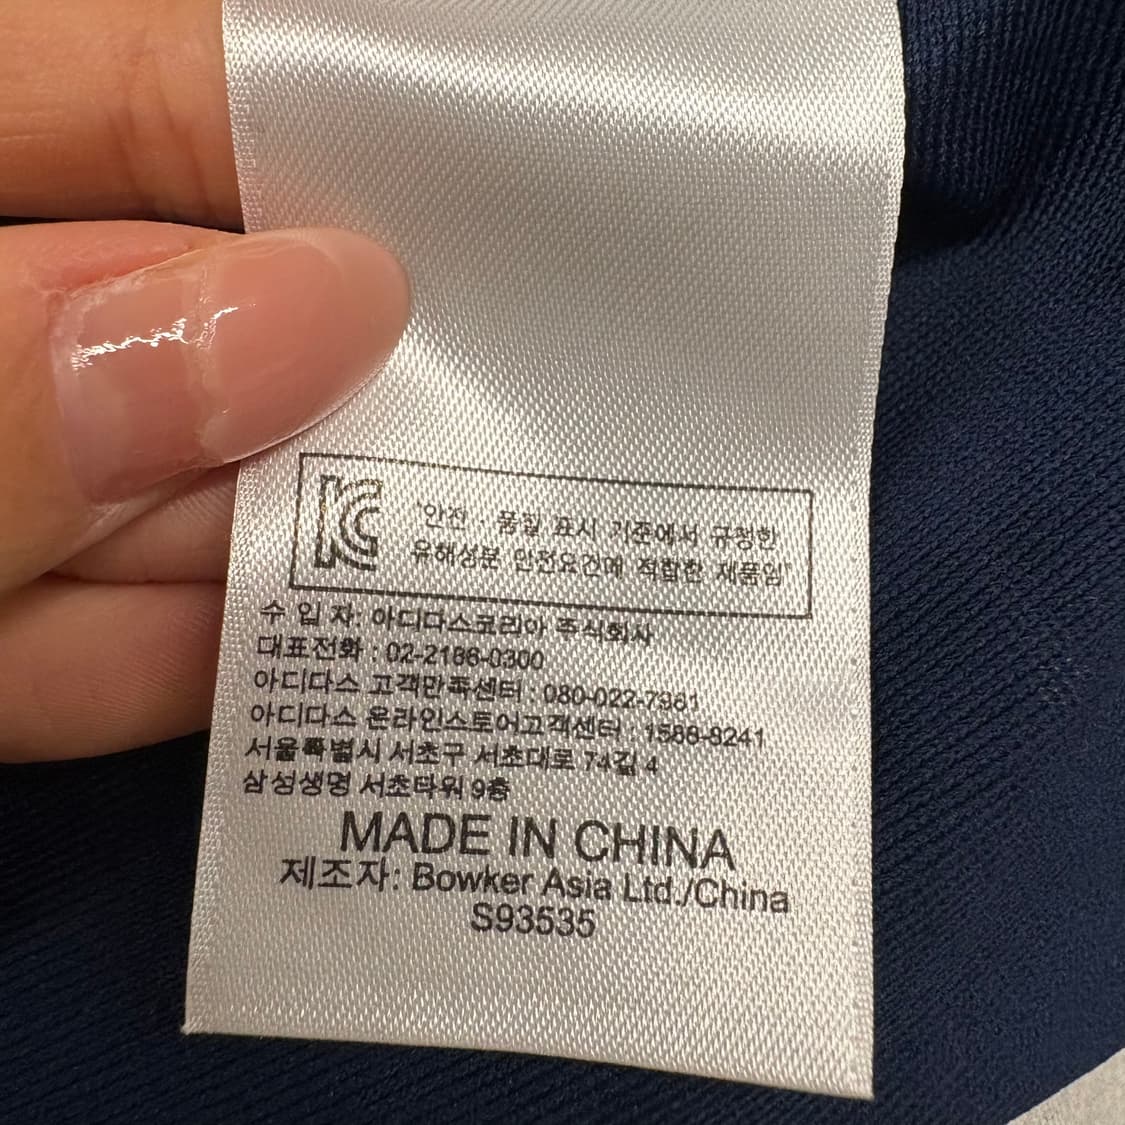 KC
"안전 · 품질 표시 기준에서 규정한
유해성분 안전요건에 적합한 제품임"
수 입 자: 아디다스코리아 주식회사
대표전화 : 02-2186-0300
아디다스 고객만족센터 : 080-022-7981
아디다스 온라인스토어고객센터 : 1588-8241
서울특별시 서초구 서초대로 74길 4
삼성생명 서초타워 9층
MADE IN CHINA
제조자: Bowker Asia Ltd./China
S93535